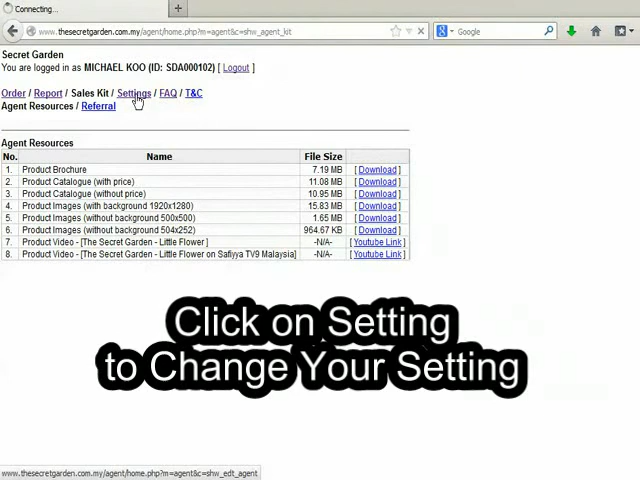 Connecting...
www.thesecretgarden.com.my/agent/home.php?m=agent&c=shw_agent_kit
Google
Secret Garden
You are logged in as MICHAEL KOO (ID: SDA000102) [ Logout ]
Order / Report / Sales Kit / Settings / FAQ / T&C
Agent Resources / Referral
Agent Resources
No. Name File Size
1. Product Brochure 7.19 MB [ Download ]
2. Product Catalogue (with price) 11.08 MB [ Download ]
3. Product Catalogue (without price) 10.95 MB [ Download ]
4. Product Images (with background 1920x1280) 15.83 MB [ Download ]
5. Product Images (without background 500x500) 1.65 MB [ Download ]
6. Product Images (without background 504x252) 964.67 KB [ Download ]
7. Product Video - [The Secret Garden - Little Flower ] -N/A- [ Youtube Link ]
8. Product Video - [The Secret Garden - Little Flower on Safiyya TV9 Malaysia] -N/A- [ Youtube Link ]
Click on Setting
to Change Your Setting
www.thesecretgarden.com.my/agent/home.php?m=agent&c=shw_edt_agent